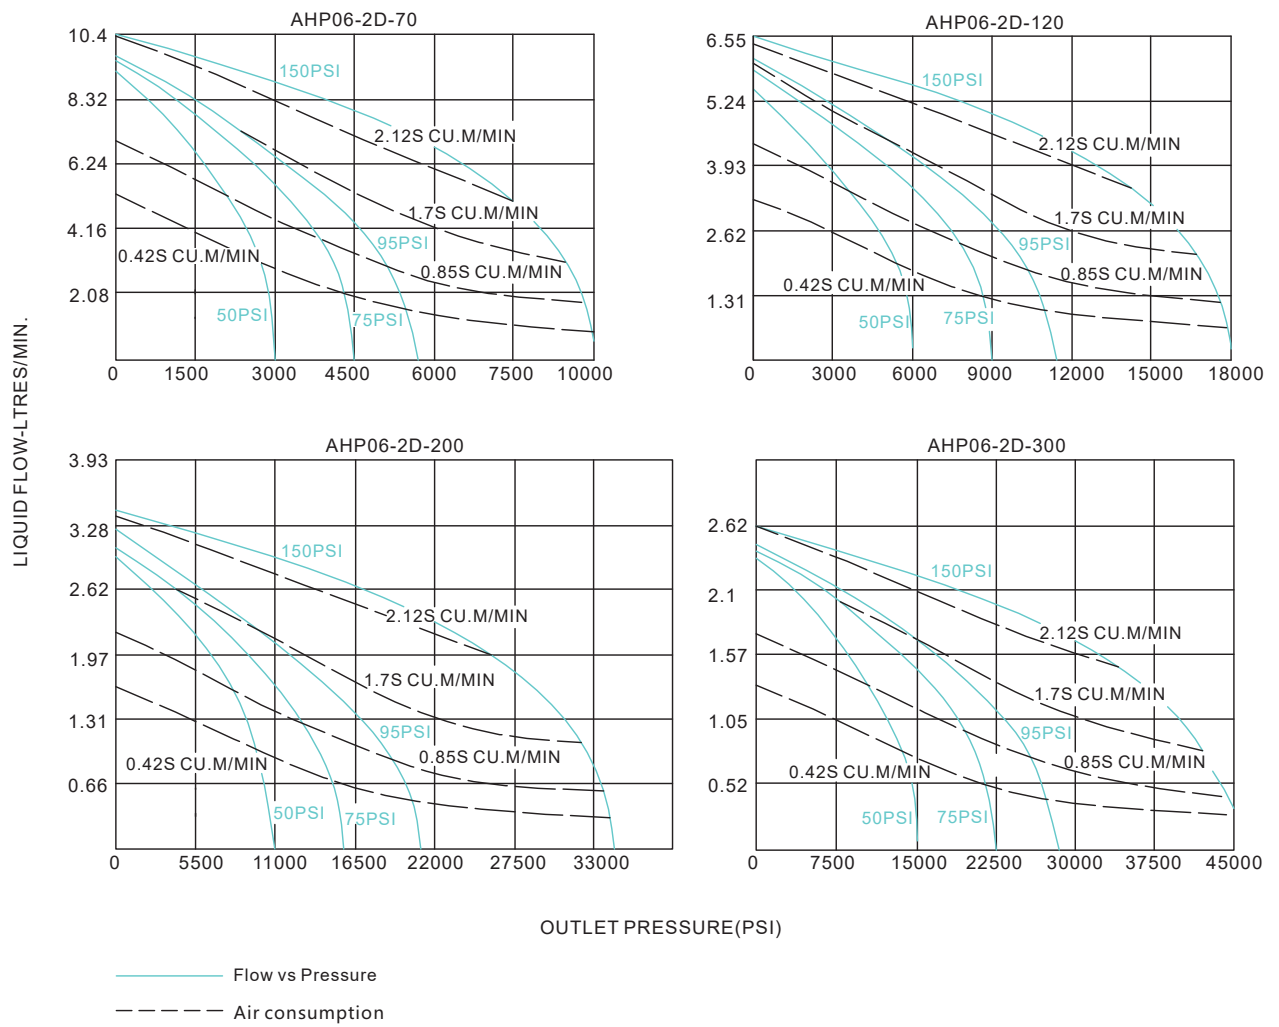 AHP06-2D-70
10.4
8.32
6.24
4.16
2.08
150PSI
2.12S CU.M/MIN
1.7S CU.M/MIN
95PSI
0.42S CU.M/MIN
0.85S CU.M/MIN
50PSI
75PSI
0 1500 3000 4500 6000 7500 10000
AHP06-2D-120
6.55
5.24
3.93
2.62
1.31
150PSI
2.12S CU.M/MIN
1.7S CU.M/MIN
95PSI
0.85S CU.M/MIN
0.42S CU.M/MIN
50PSI
75PSI
0 3000 6000 9000 12000 15000 18000
LIQUID FLOW-LTRES/MIN.
AHP06-2D-200
3.93
3.28
2.62
1.97
1.31
0.66
150PSI
2.12S CU.M/MIN
1.7S CU.M/MIN
95PSI
0.85S CU.M/MIN
0.42S CU.M/MIN
50PSI
75PSI
0 5500 11000 16500 22000 27500 33000
AHP06-2D-300
2.62
2.1
1.57
1.05
0.52
150PSI
2.12S CU.M/MIN
1.7S CU.M/MIN
95PSI
0.85S CU.M/MIN
0.42S CU.M/MIN
50PSI
75PSI
0 7500 15000 22500 30000 37500 45000
OUTLET PRESSURE(PSI)
Flow vs Pressure
Air consumption